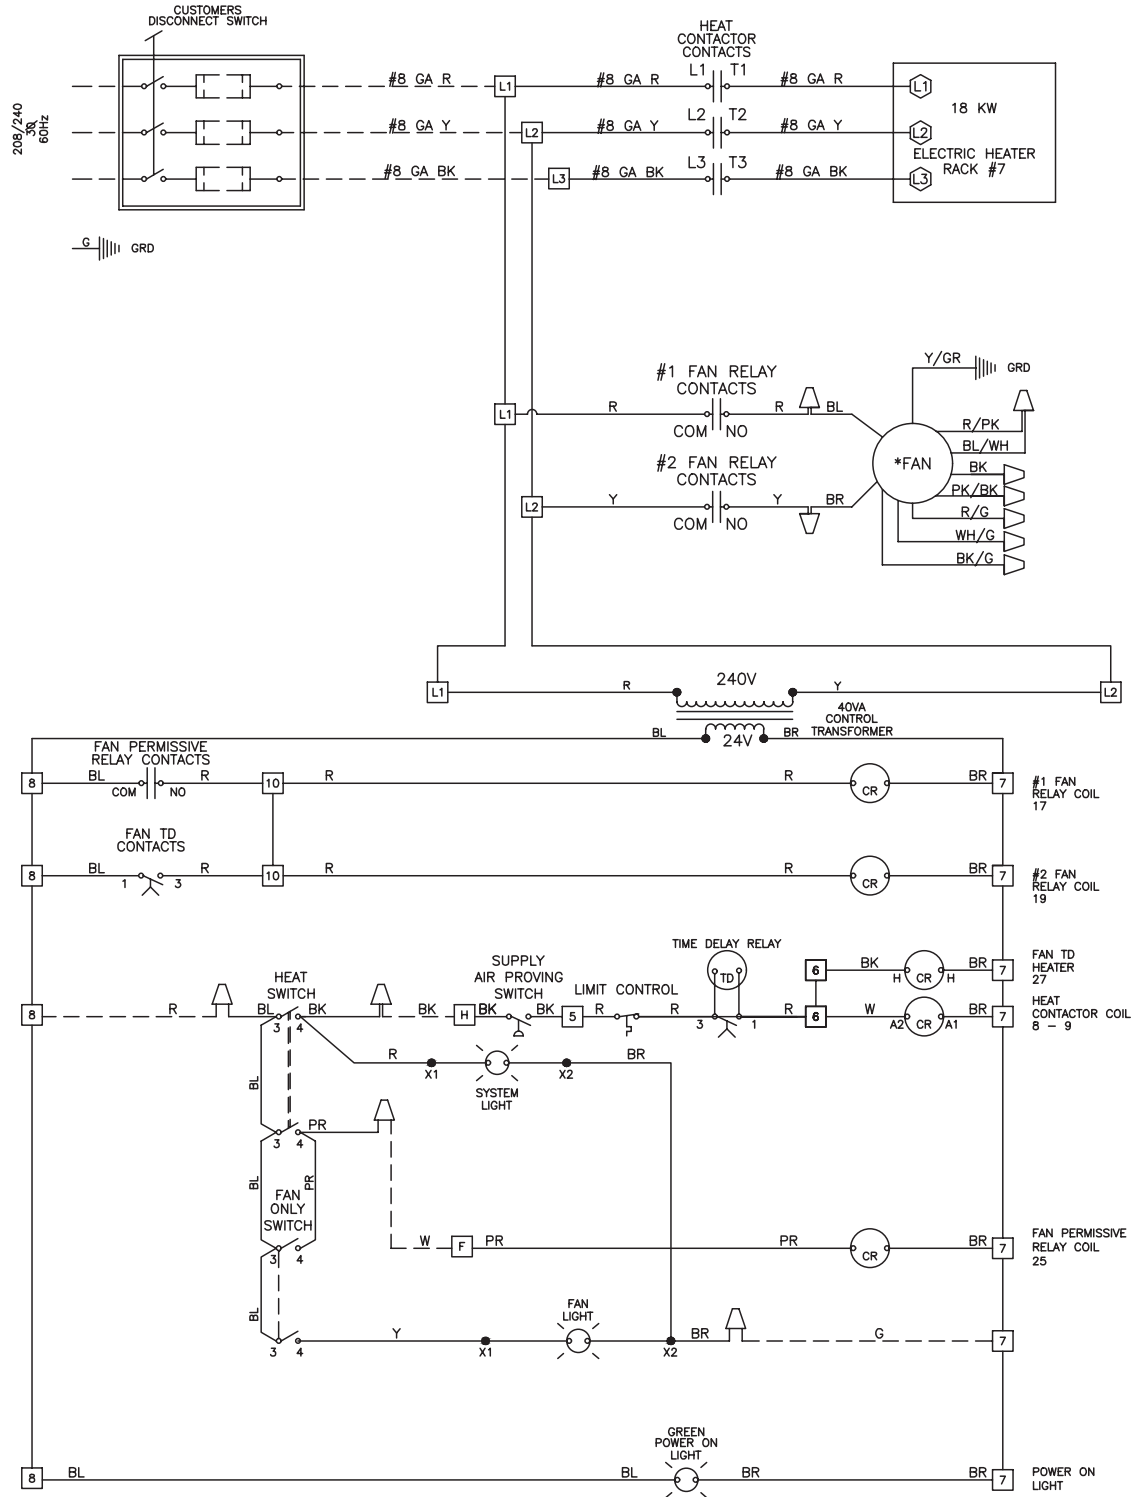 CUSTOMERS
DISCONNECT SWITCH
208/240
3Ø
60Hz
HEAT
CONTACTOR
CONTACTS
#8 GA R
L1
#8 GA R
L1 T1
#8 GA R
L1
18 KW
#8 GA Y
L2
#8 GA Y
L2 T2
#8 GA Y
L2
ELECTRIC HEATER
RACK #7
#8 GA BK
L3
#8 GA BK
L3 T3
#8 GA BK
L3
G
GRD
#1 FAN RELAY
CONTACTS
L1
R
COM NO
R
BL
Y/GR
GRD
R/PK
BL/WH
*FAN
BK
PK/BK
R/G
WH/G
BK/G
#2 FAN RELAY
CONTACTS
L2
Y
COM NO
Y
BR
L1
R
240V
Y
L2
40VA
CONTROL
TRANSFORMER
BL
24V
BR
FAN PERMISSIVE
RELAY CONTACTS
8
BL
COM NO
R
10
R
R
CR
BR
7
#1 FAN
RELAY COIL
17
FAN TD
CONTACTS
8
BL
1 3
R
10
R
R
CR
BR
7
#2 FAN
RELAY COIL
19
TIME DELAY RELAY
TD
6
BK
H CR H
BR
7
FAN TD
HEATER
27
HEAT
SWITCH
SUPPLY
AIR PROVING
SWITCH
LIMIT CONTROL
8
R
BL
3 4
BK
BK
H
BK
BK
5
R
R
3 1
R
6
W
A2 CR A1
BR
7
HEAT
CONTACTOR COIL
8 - 9
R
X1
SYSTEM
LIGHT
X2
BR
BL
3 4
PR
BL
PR
FAN
ONLY
SWITCH
3 4
W
F
PR
PR
CR
BR
7
FAN PERMISSIVE
RELAY COIL
25
BL
3 4
Y
X1
FAN
LIGHT
X2
BR
G
7
GREEN
POWER ON
LIGHT
8
BL
BL
BR
BR
7
POWER ON
LIGHT